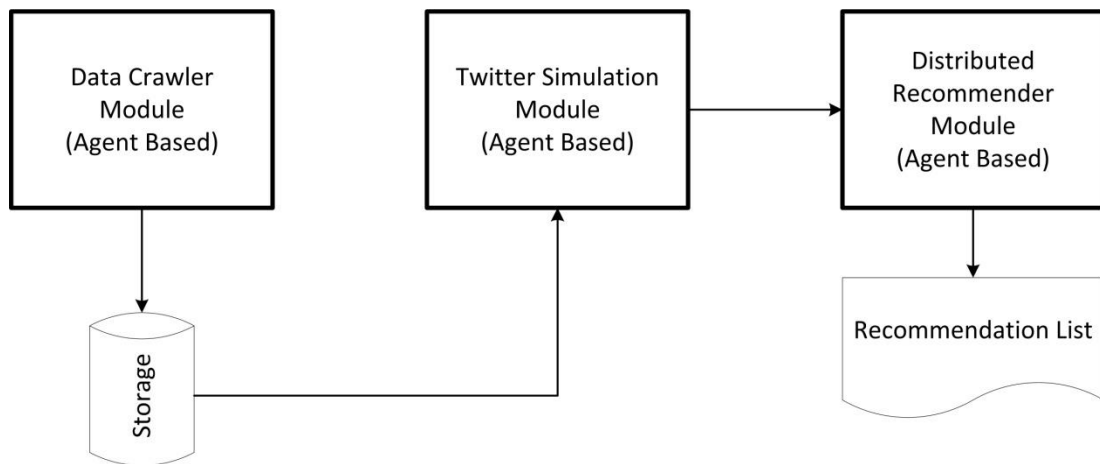 Data Crawler
Module
(Agent Based)
Twitter Simulation
Module
(Agent Based)
Distributed
Recommender
Module
(Agent Based)
Storage
Recommendation List